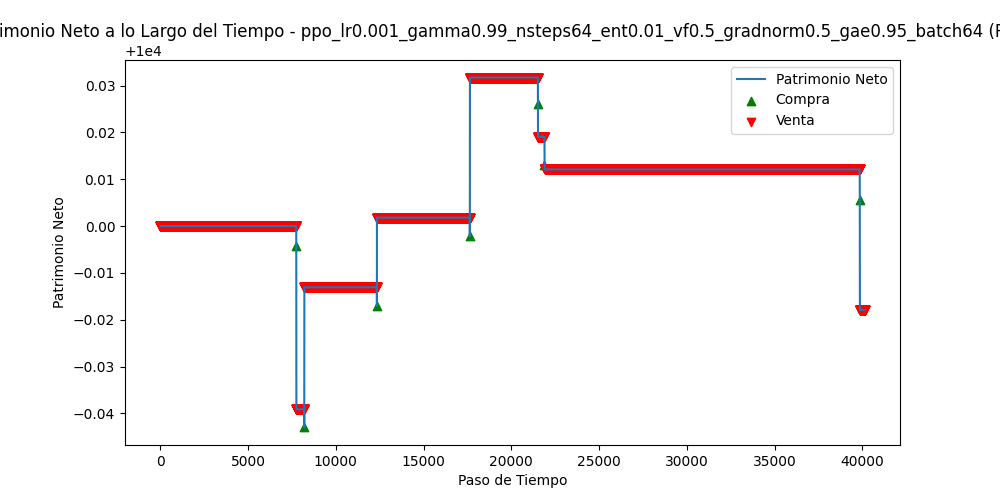 imonio Neto a lo Largo del Tiempo - ppo_lr0.001_gamma0.99_nsteps64_ent0.01_vf0.5_gradnorm0.5_gae0.95_batch64 (
+1e4
Patrimonio Neto
Compra
Venta
0.03
0.02
0.01
0.00
−0.01
−0.02
−0.03
−0.04
Patrimonio Neto
0
5000
10000
15000
20000
25000
30000
35000
40000
Paso de Tiempo